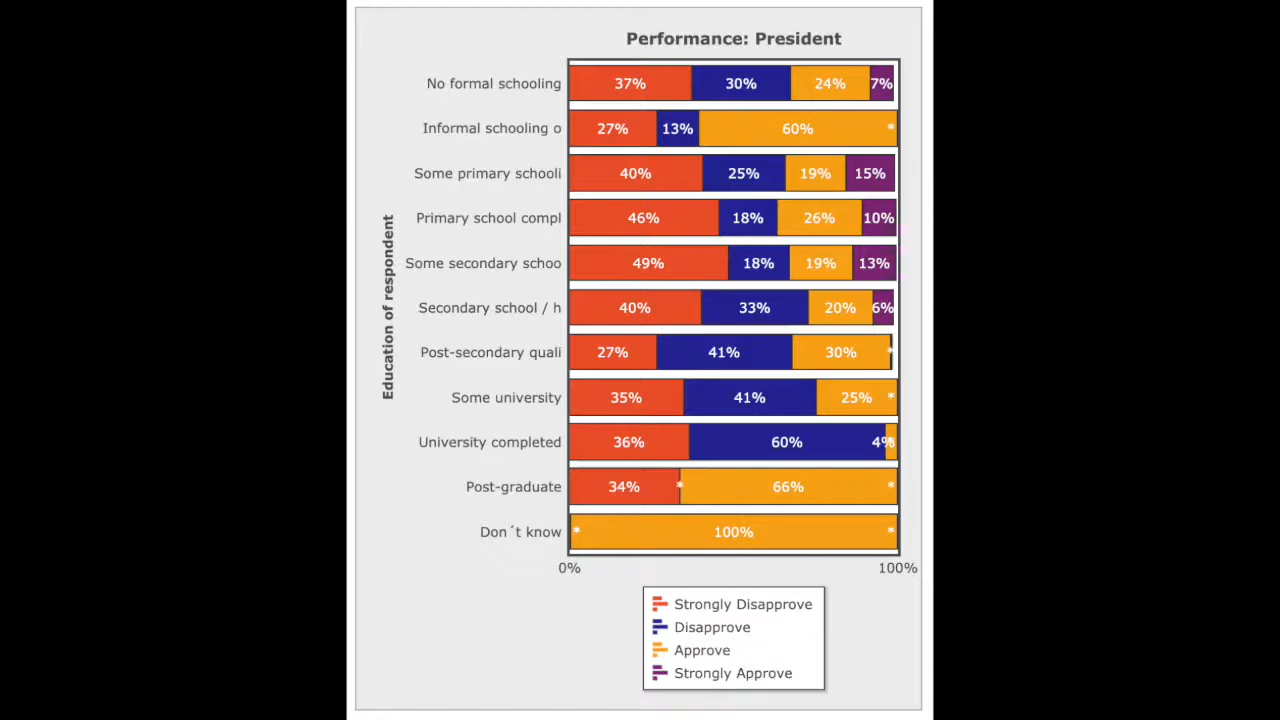 Performance: President
Education of respondent
No formal schooling 37% 30% 24% 7%
Informal schooling o 27% 13% 60% *
Some primary schooli 40% 25% 19% 15%
Primary school compl 46% 18% 26% 10%
Some secondary schoo 49% 18% 19% 13%
Secondary school / h 40% 33% 20% 6%
Post-secondary quali 27% 41% 30% *
Some university 35% 41% 25% *
University completed 36% 60% 4% *
Post-graduate 34% * 66% *
Don´t know * 100% *
0% 100%
Strongly Disapprove
Disapprove
Approve
Strongly Approve